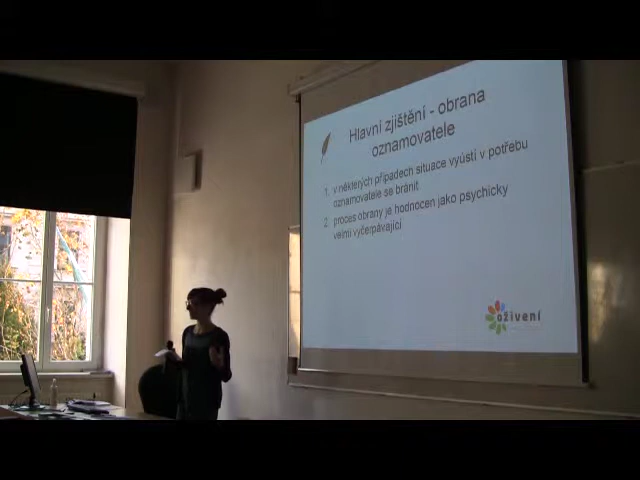 Hlavní zjištění - obrana
oznamovatele
1. v některých případech situace vyústí v potřebu
oznamovatele se bránit
2. proces obrany je hodnocen jako psychicky
velmi vyčerpávající
oživení